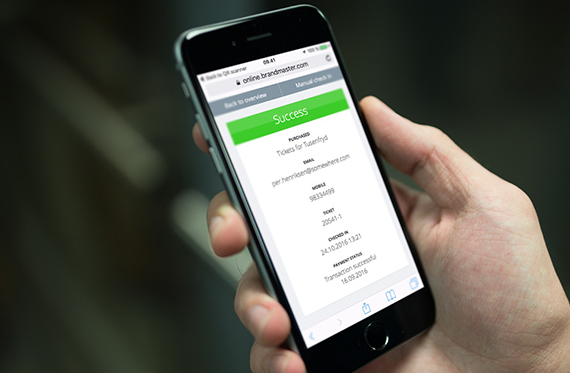 Back to QR scanner
09.41
100%
online.brandmaster.com
Back to overview
Manual check in
Success
PURCHASED
Tickets for Tusenfryd
EMAIL
per.henriksen@somewhere.com
MOBILE
98334499
TICKET
20541-1
CHECKED IN
24.10.2016 13:21
PAYMENT STATUS
Transaction successful
16.09.2016